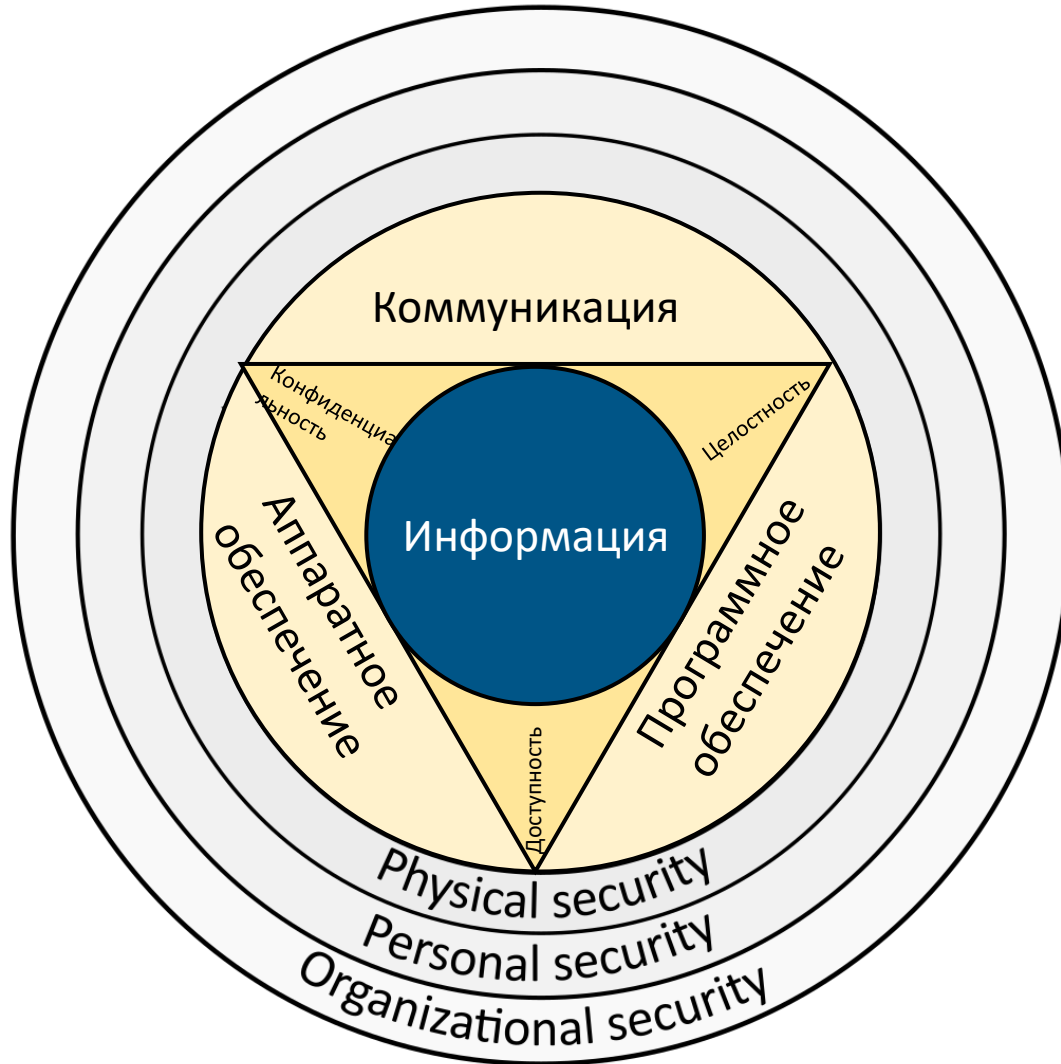 Коммуникация
Конфиденциа
льность
Целостность
Информация
Аппаратное
обеспечение
Программное
обеспечение
Доступность
Physical security
Personal security
Organizational security